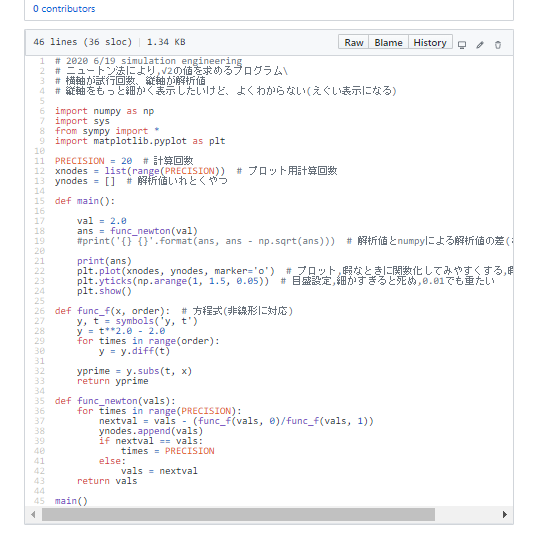 0 contributors
46 lines (36 sloc) 1.34 KB Raw Blame History
1 # 2020 6/19 simulation engineering
2 # ニュートン法により,√2の値を求めるプログラム\
3 # 横軸が試行回数、縦軸が解析値
4 # 縦軸をもっと細かく表示したいけど、よくわからない(えぐい表示になる)
5
6 import numpy as np
7 import sys
8 from sympy import *
9 import matplotlib.pyplot as plt
10
11 PRECISION = 20 # 計算回数
12 xnodes = list(range(PRECISION)) # プロット用計算回数
13 ynodes = [] # 解析値いれとくやつ
14
15 def main():
16
17 val = 2.0
18 ans = func_newton(val)
19 #print('{} {}'.format(ans, ans - np.sqrt(ans))) # 解析値とnumpyによる解析値の差(
20
21 print(ans)
22 plt.plot(xnodes, ynodes, marker='o') # プロット,暇なときに関数化してみやすくする,
23 plt.yticks(np.arange(1, 1.5, 0.05)) # 目盛設定,細かすぎると死ぬ,0.01でも重たい
24 plt.show()
25
26 def func_f(x, order): # 方程式(非線形に対応)
27 y, t = symbols('y, t')
28 y = t**2.0 - 2.0
29 for times in range(order):
30 y = y.diff(t)
31
32 yprime = y.subs(t, x)
33 return yprime
34
35 def func_newton(vals):
36 for times in range(PRECISION):
37 nextval = vals - (func_f(vals, 0)/func_f(vals, 1))
38 ynodes.append(vals)
39 if nextval == vals:
40 times = PRECISION
41 else:
42 vals = nextval
43 return vals
44
45 main()